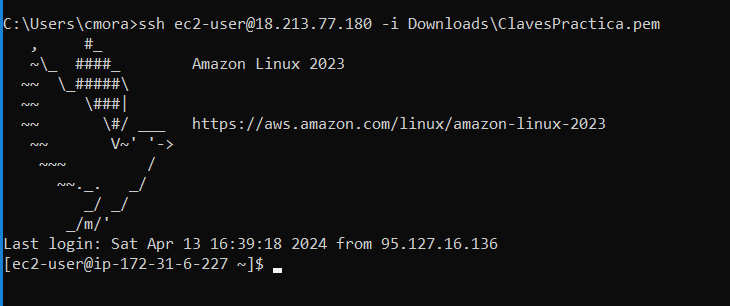 C:\Users\cmora>ssh ec2-user@18.213.77.180 -i Downloads\ClavesPractica.pem
   ,     #_
   ~\_  ####_        Amazon Linux 2023
  ~~  \_#####\
  ~~     \###|
  ~~       \#/ ___   https://aws.amazon.com/linux/amazon-linux-2023
   ~~       V~' '->
    ~~~         /
      ~~._.   _/
         _/ _/
       _/m/'
Last login: Sat Apr 13 16:39:18 2024 from 95.127.16.136
[ec2-user@ip-172-31-6-227 ~]$